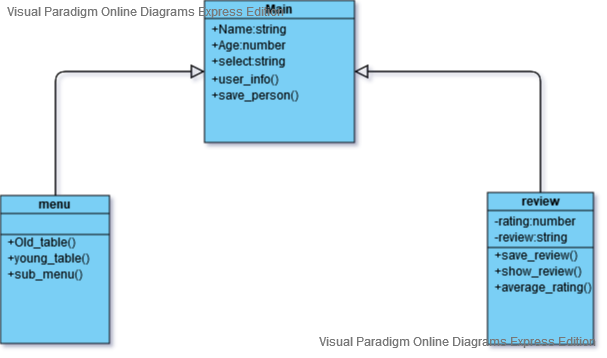 Visual Paradigm Online Diagrams Express Edition
Main
+Name:string
+Age:number
+select:string
+user_info()
+save_person()
menu
+Old_table()
+young_table()
+sub_menu()
review
-rating:number
-review:string
+save_review()
+show_review()
+average_rating()
Visual Paradigm Online Diagrams Express Edition